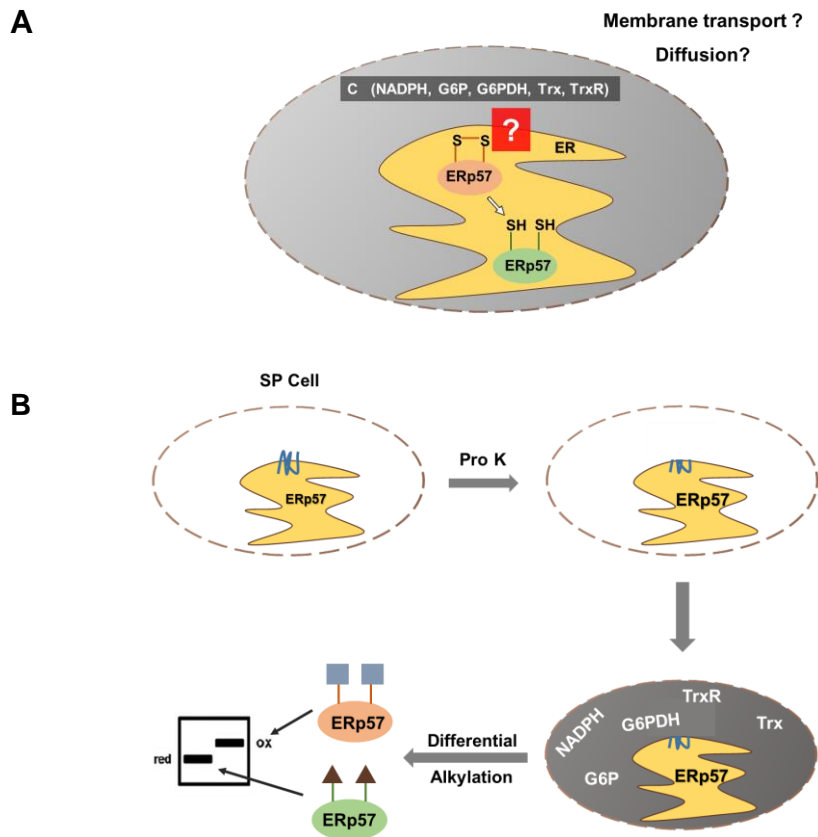 A
Membrane transport ?
Diffusion?
C (NADPH, G6P, G6PDH, Trx, TrxR)
?
S S
ER
ERp57
SH SH
ERp57
SP Cell
B
Pro K
ERp57
ERp57
TrxR
NADPH
G6PDH
Trx
G6P
ERp57
ERp57
Differential
Alkylation
ox
red
ERp57